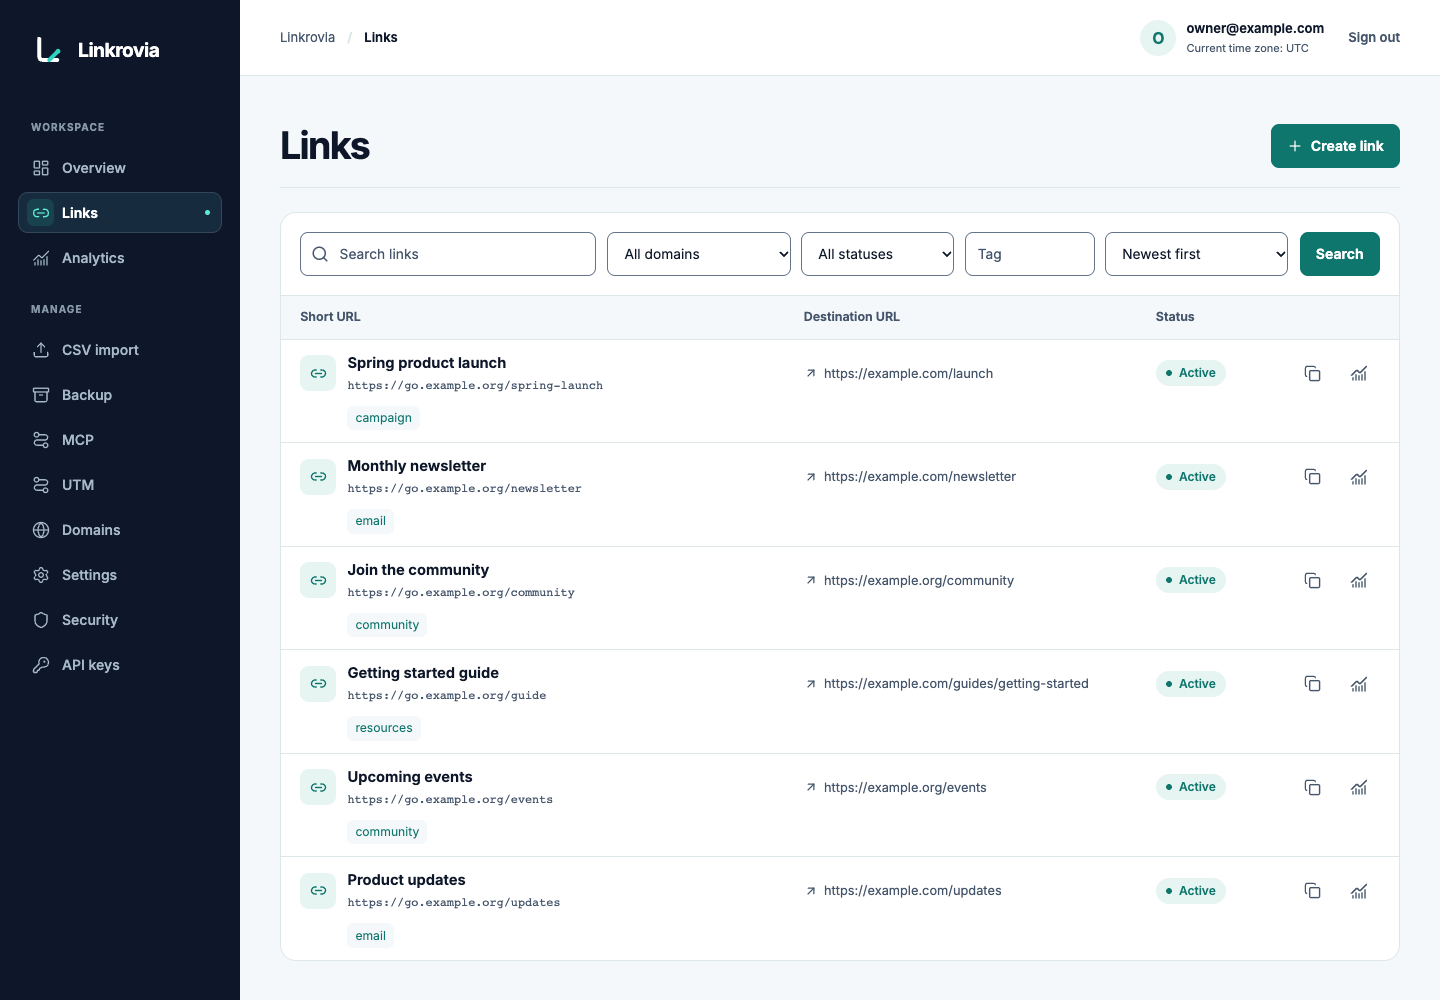 Linkrovia
WORKSPACE
Overview
Links
Analytics
MANAGE
CSV import
Backup
MCP
UTM
Domains
Settings
Security
API keys
Linkrovia / Links
O
owner@example.com
Current time zone: UTC
Sign out
Links
Create link
Search links
All domains
All statuses
Tag
Newest first
Search
Short URL Destination URL Status
Spring product launch
https://go.example.org/spring-launch
campaign
https://example.com/launch
Active
Monthly newsletter
https://go.example.org/newsletter
email
https://example.com/newsletter
Active
Join the community
https://go.example.org/community
community
https://example.org/community
Active
Getting started guide
https://go.example.org/guide
resources
https://example.com/guides/getting-started
Active
Upcoming events
https://go.example.org/events
community
https://example.org/events
Active
Product updates
https://go.example.org/updates
email
https://example.com/updates
Active